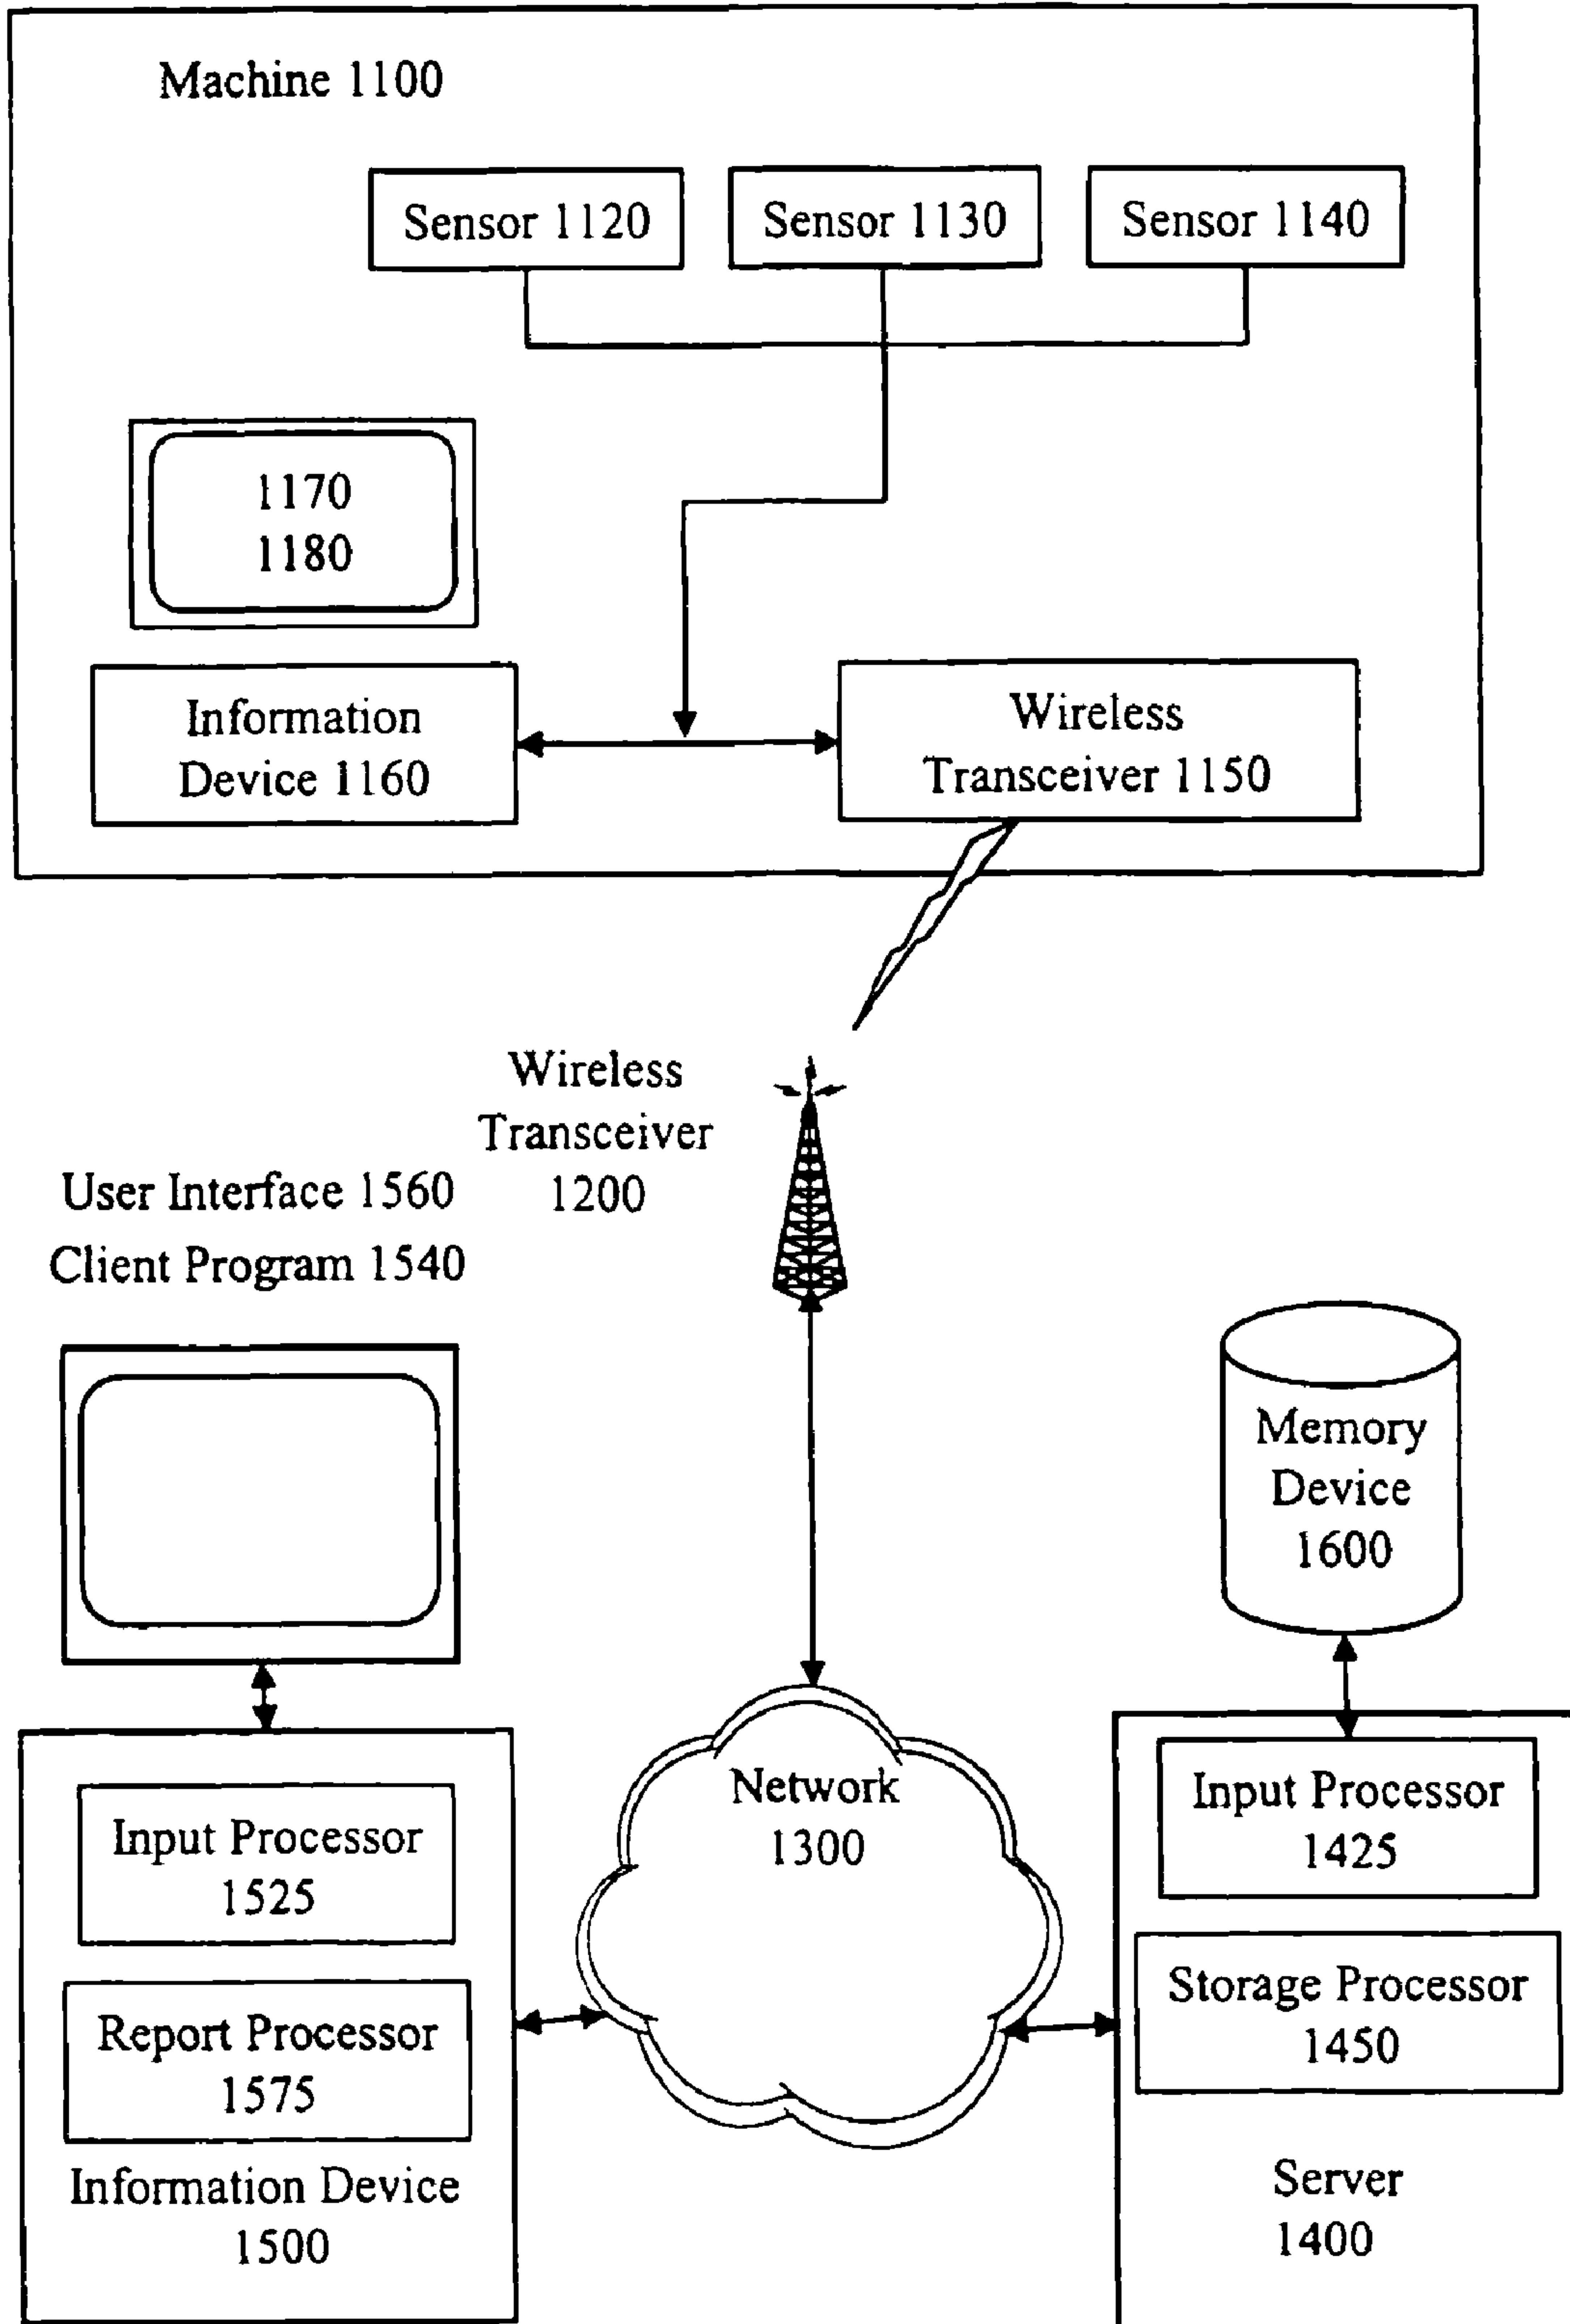 Machine 1100
Sensor 1120
Sensor 1130
Sensor 1140
1170
1180
Information
Device 1160
Wireless
Transceiver 1150
Wireless
Transceiver
1200
User Interface 1560
Client Program 1540
Memory
Device
1600
Network
1300
Input Processor
1525
Report Processor
1575
Information Device
1500
Input Processor
1425
Storage Processor
1450
Server
1400